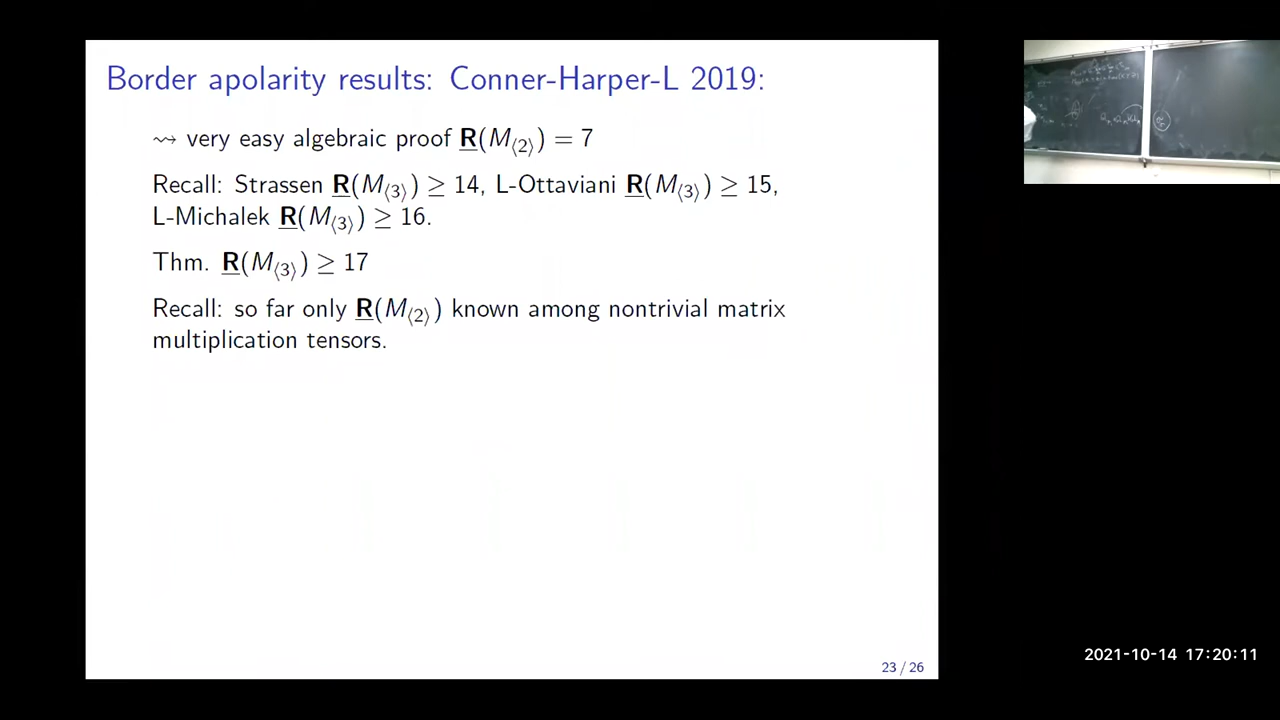 Border apolarity results: Conner-Harper-L 2019:
⇝ very easy algebraic proof R̲(M⟨2⟩) = 7
Recall: Strassen R̲(M⟨3⟩) ≥ 14, L-Ottaviani R̲(M⟨3⟩) ≥ 15,
L-Michalek R̲(M⟨3⟩) ≥ 16.
Thm. R̲(M⟨3⟩) ≥ 17
Recall: so far only R̲(M⟨2⟩) known among nontrivial matrix
multiplication tensors.
23 / 26
2021-10-14 17:20:11